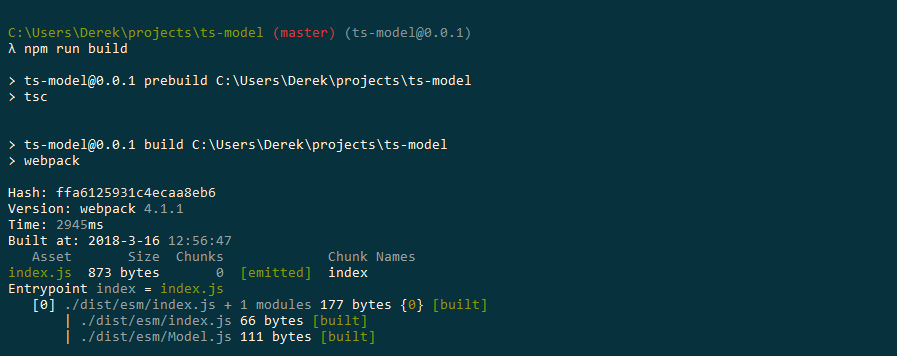 C:\Users\Derek\projects\ts-model (master) (ts-model@0.0.1)
λ npm run build
> ts-model@0.0.1 prebuild C:\Users\Derek\projects\ts-model
> tsc
> ts-model@0.0.1 build C:\Users\Derek\projects\ts-model
> webpack
Hash: ffa6125931c4ecaa8eb6
Version: webpack 4.1.1
Time: 2945ms
Built at: 2018-3-16 12:56:47
Asset Size Chunks Chunk Names
index.js 873 bytes 0 [emitted] index
Entrypoint index = index.js
[0] ./dist/esm/index.js + 1 modules 177 bytes {0} [built]
| ./dist/esm/index.js 66 bytes [built]
| ./dist/esm/Model.js 111 bytes [built]